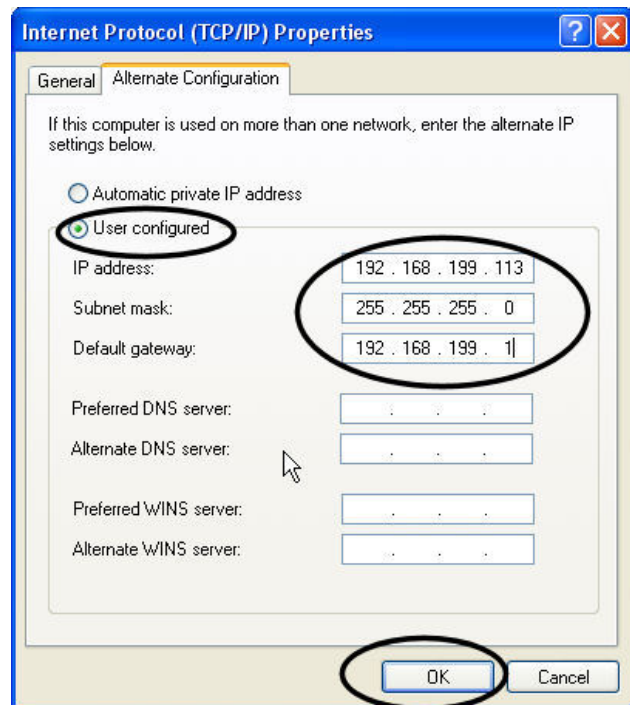 Internet Protocol (TCP/IP) Properties
General
Alternate Configuration
If this computer is used on more than one network, enter the alternate IP
settings below.
Automatic private IP address
User configured
IP address: 192 . 168 . 199 . 113
Subnet mask: 255 . 255 . 255 . 0
Default gateway: 192 . 168 . 199 . 1
Preferred DNS server: . . .
Alternate DNS server: . . .
Preferred WINS server: . . .
Alternate WINS server: . . .
OK
Cancel